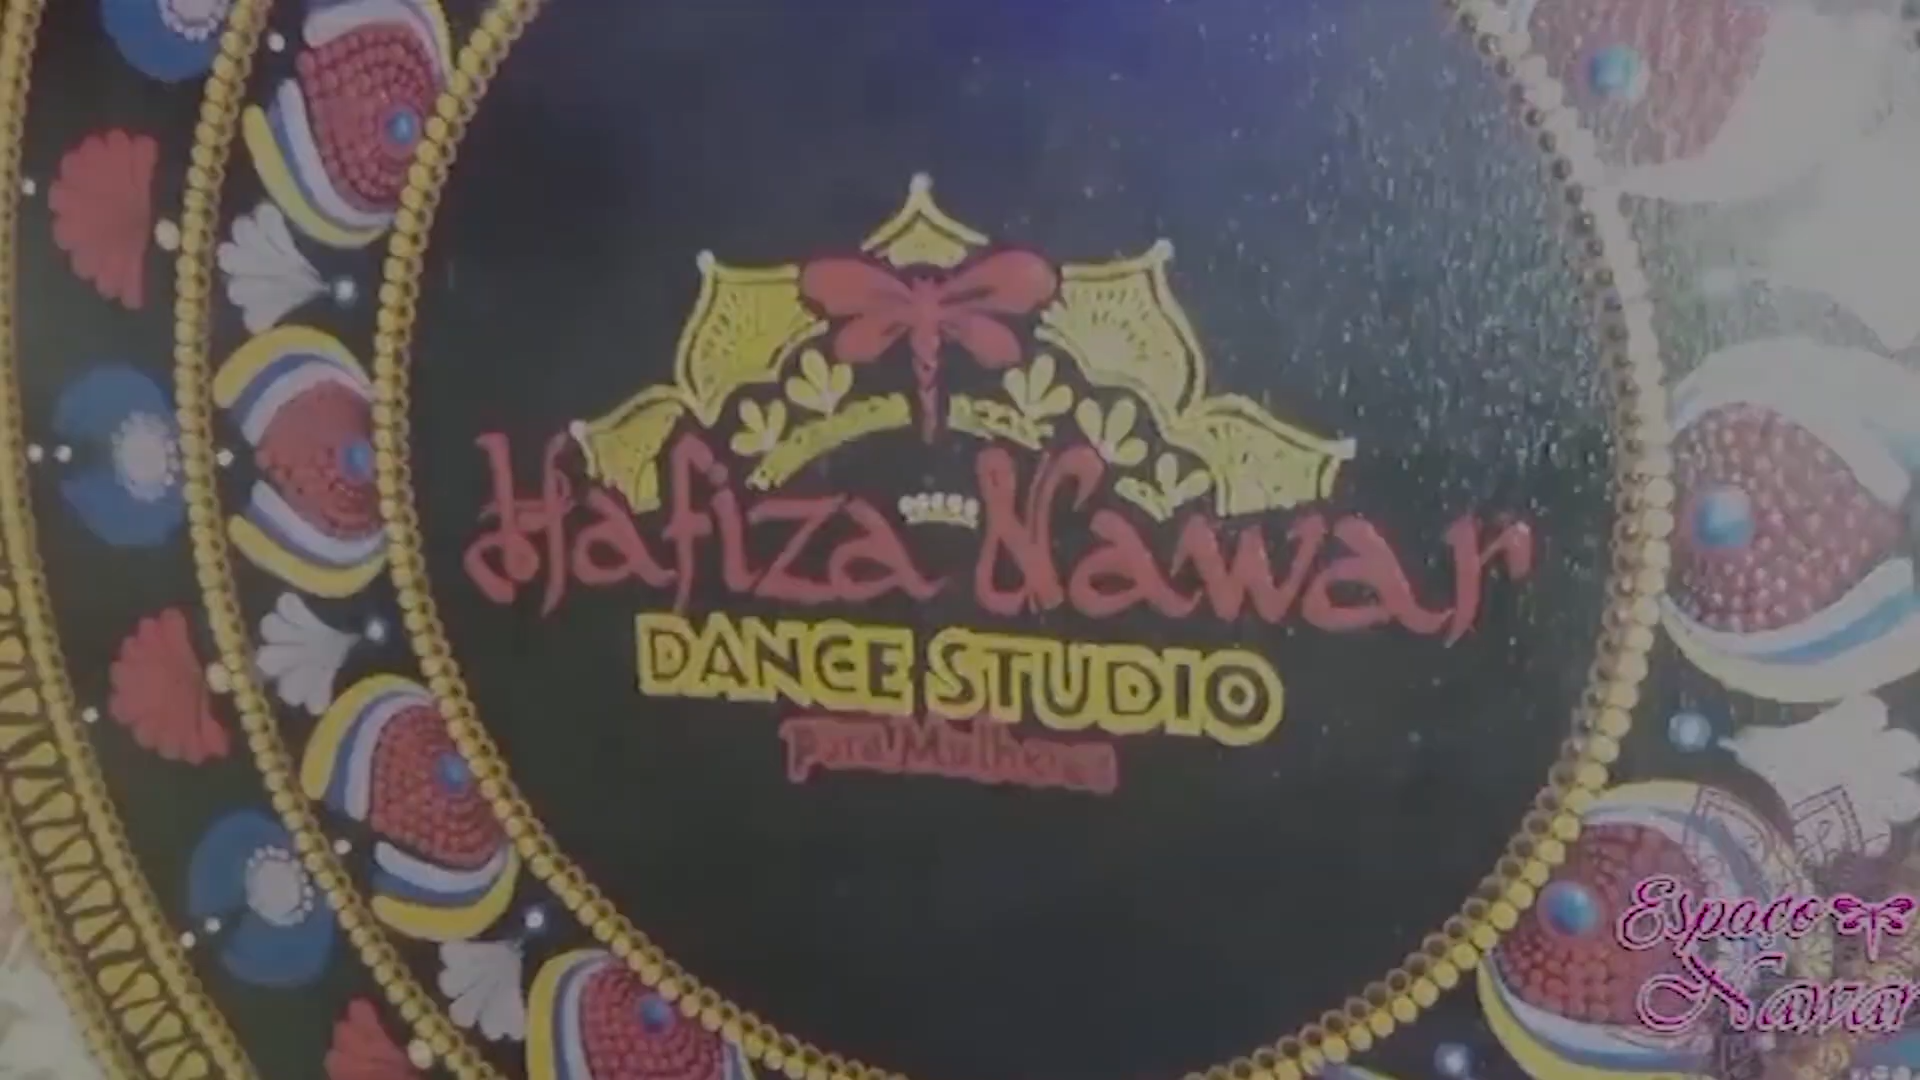 Hafiza Nawar
DANCE STUDIO
para Mulheres
Espaço
Nawar